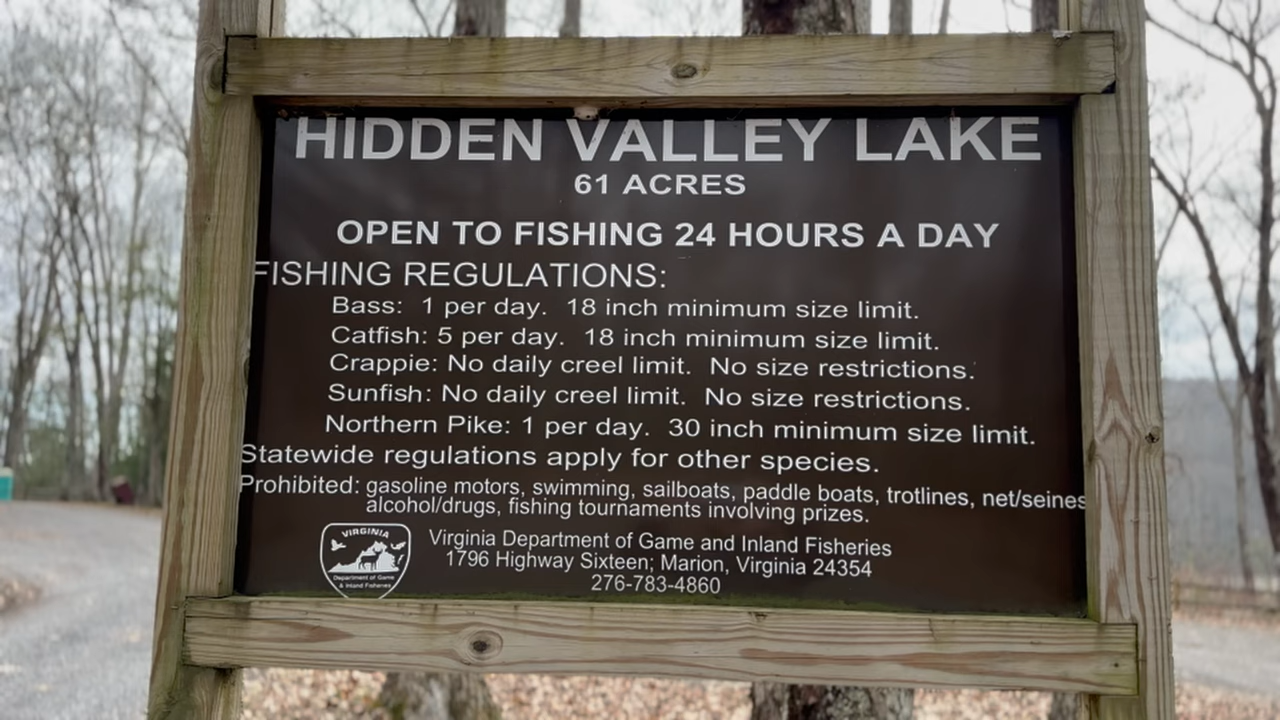 HIDDEN VALLEY LAKE
61 ACRES
OPEN TO FISHING 24 HOURS A DAY
FISHING REGULATIONS:
Bass: 1 per day. 18 inch minimum size limit.
Catfish: 5 per day. 18 inch minimum size limit.
Crappie: No daily creel limit. No size restrictions.
Sunfish: No daily creel limit. No size restrictions.
Northern Pike: 1 per day. 30 inch minimum size limit.
Statewide regulations apply for other species.
Prohibited: gasoline motors, swimming, sailboats, paddle boats, trotlines, net/seines
alcohol/drugs, fishing tournaments involving prizes.
VIRGINIA
Department of Game
& Inland Fisheries
Virginia Department of Game and Inland Fisheries
1796 Highway Sixteen; Marion, Virginia 24354
276-783-4860